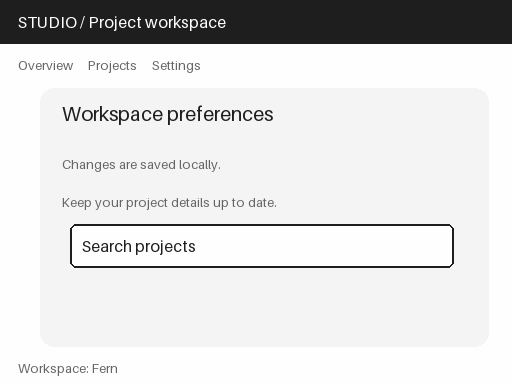 STUDIO / Project workspace
Overview Projects Settings
Workspace preferences
Changes are saved locally.
Keep your project details up to date.
Search projects
Workspace: Fern